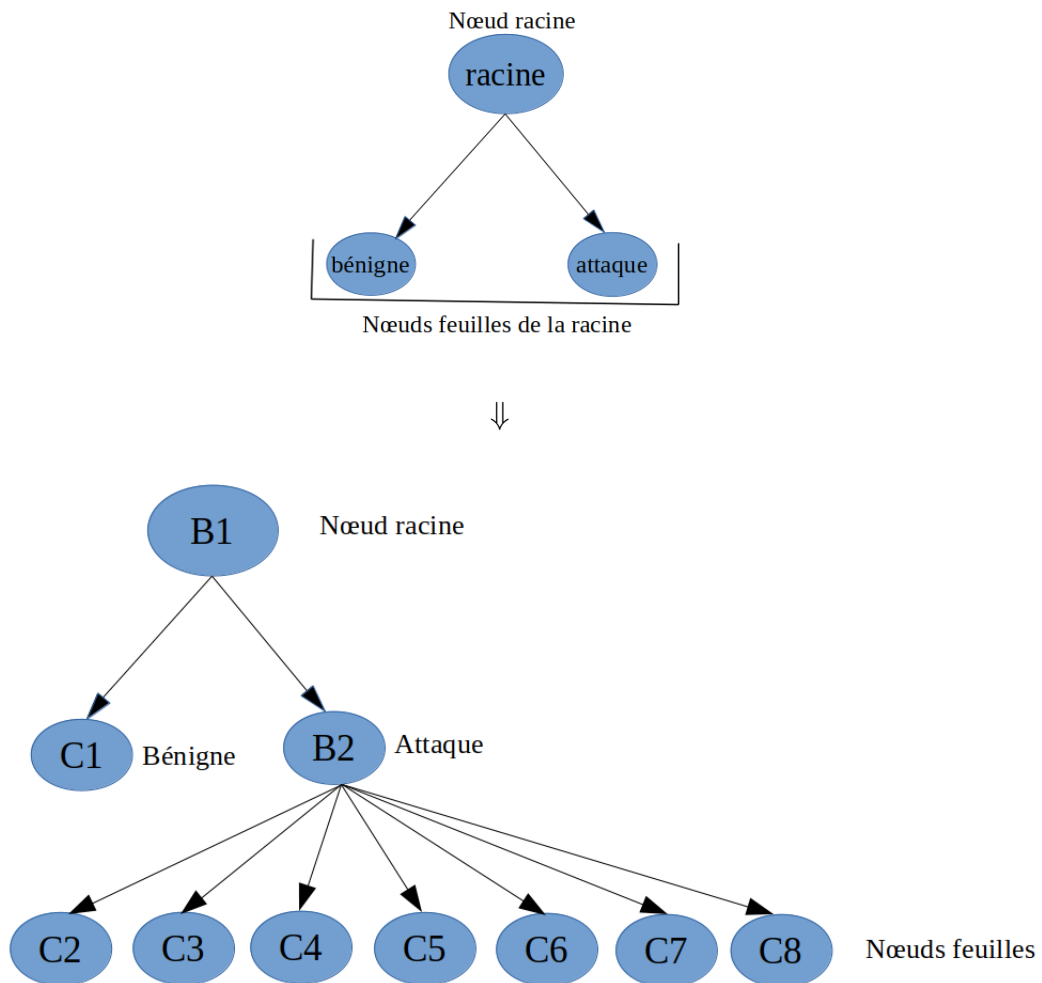 Nœud racine
racine
bénigne
attaque
Nœuds feuilles de la racine
⇓
B1
Nœud racine
C1
Bénigne
B2
Attaque
C2
C3
C4
C5
C6
C7
C8
Nœuds feuilles